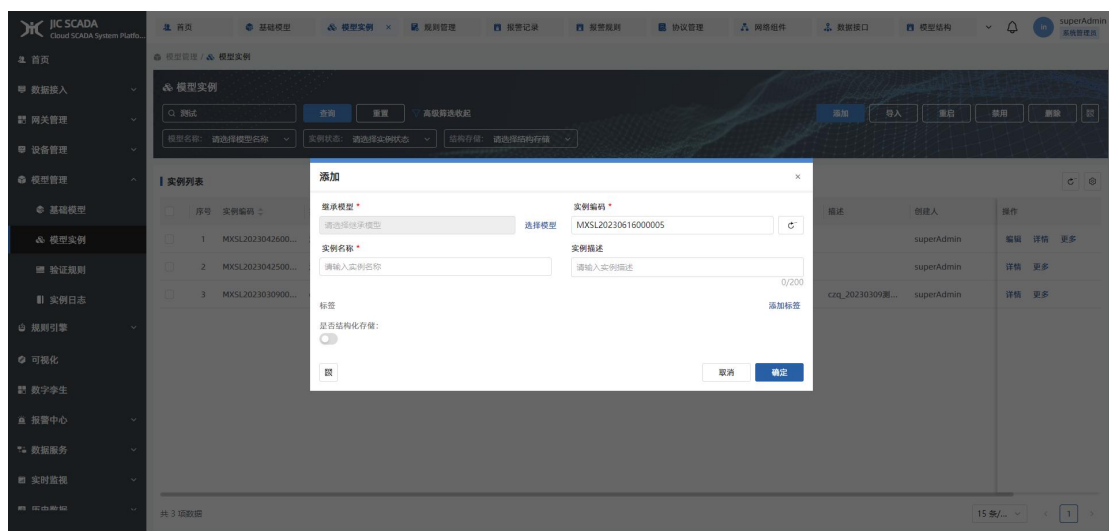 JIC SCADA
Cloud SCADA System Platfo...
首页
基础模型
模型实例 ×
规则管理
报警记录
报警规则
协议管理
网络组件
数据接口
模型结构
superAdmin
系统管理员
首页
数据接入
网关管理
设备管理
模型管理
基础模型
模型实例
验证规则
实例日志
规则引擎
可视化
数字孪生
报警中心
数据服务
实时监视
模型管理 / 模型实例
模型实例
测试
查询
重置
高级筛选收起
添加
导入
重启
禁用
删除
模型名称: 请选择模型名称
实例状态: 请选择实例状态
结构存储: 请选择结构存储
实例列表
序号 实例编码 描述 创建人 操作
1 MXSL2023042600... superAdmin 编辑 详情 更多
2 MXSL2023042500... superAdmin 详情 更多
3 MXSL2023030900... czq_20230309测... superAdmin 详情 更多
添加 ×
继承模型 *
请选择继承模型
选择模型
实例编码 *
MXSL20230616000005
实例名称 *
请输入实例名称
实例描述
请输入实例描述
0/200
标签
添加标签
是否结构化存储:
取消
确定
共 3 项数据
15 条/...
1